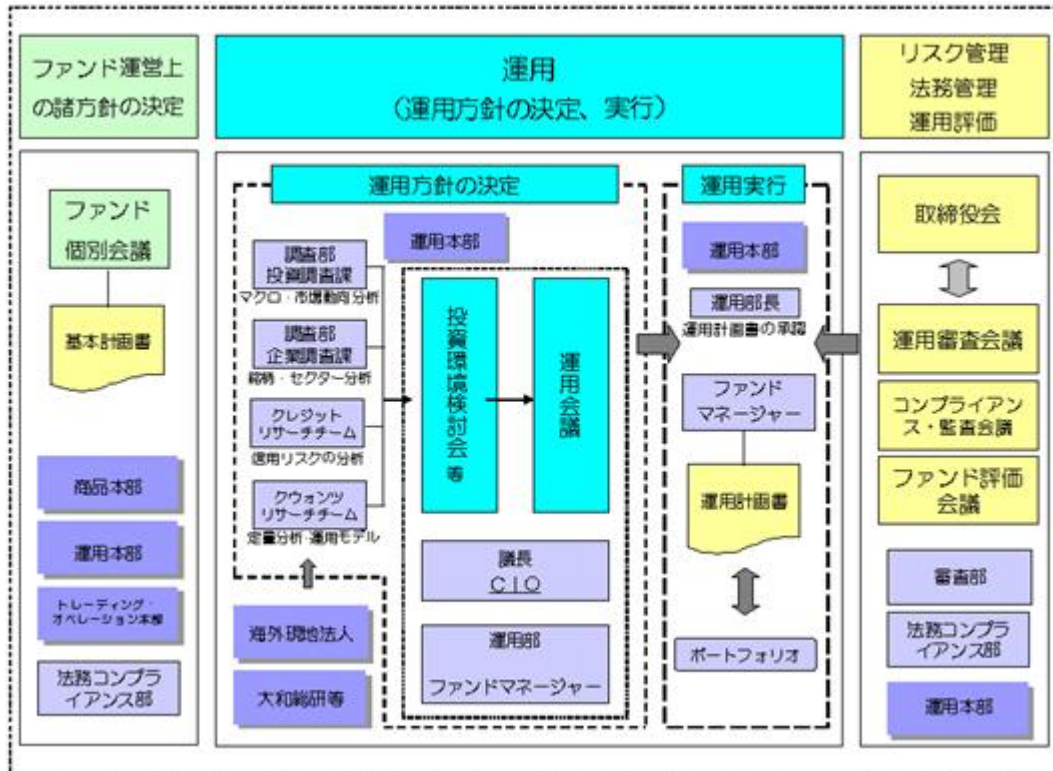 ファンド運営上
の諸方針の決定
運用
（運用方針の決定、実行）
リスク管理
法務管理
運用評価
ファンド
個別会議
基本計画書
商品本部
運用本部
トレーディング・
オペレーション本部
法務コンプラ
イアンス部
運用方針の決定
運用本部
調査部
投資調査課
マクロ・市場動向分析
調査部
企業調査課
銘柄・セクター分析
クレジット
リサーチチーム
信用リスクの分析
クウォンツ
リサーチチーム
定量分析・運用モデル
海外現地法人
大和総研等
投資環境検討会 等
運用会議
議長
ＣＩＯ
運用部
ファンドマネージャー
運用実行
運用本部
運用部長
運用計画書の承認
ファンド
マネージャー
運用計画書
ポートフォリオ
取締役会
運用審査会議
コンプライアン
ス・監査会議
ファンド評価
会議
審査部
法務コンプラ
イアンス部
運用本部